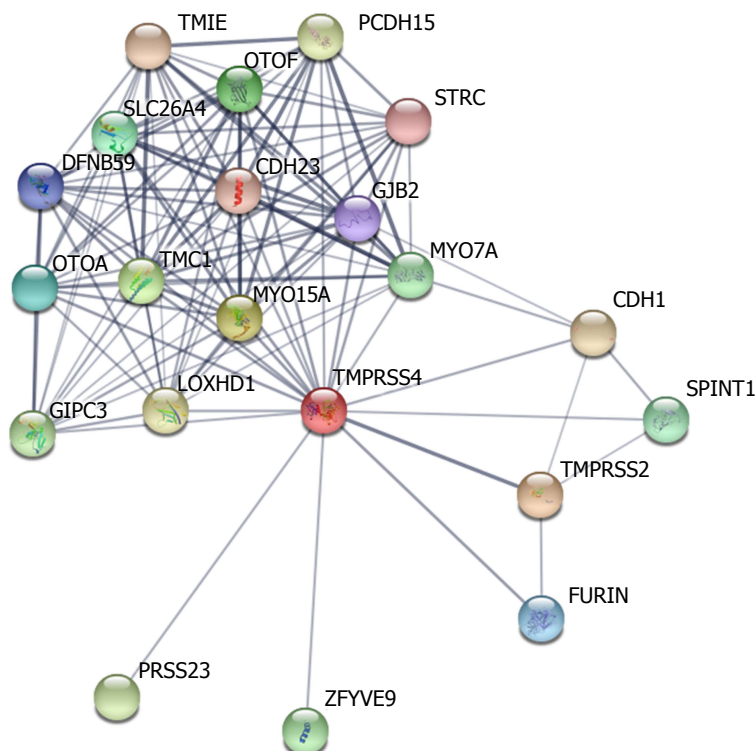 TMIE
PCDH15
OTOF
STRC
SLC26A4
DFNB59
CDH23
GJB2
OTOA
TMC1
MYO7A
MYO15A
CDH1
LOXHD1
TMPRSS4
SPINT1
GIPC3
TMPRSS2
FURIN
PRSS23
ZFYVE9